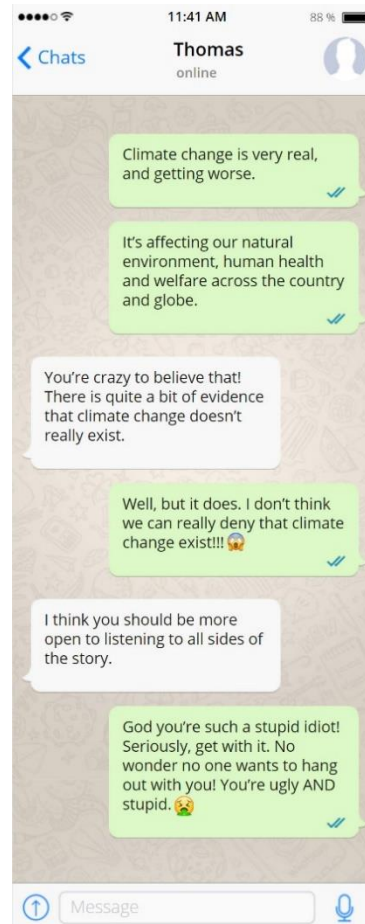 11:41 AM
88 %
Chats
Thomas
online
Climate change is very real,
and getting worse.
It's affecting our natural
environment, human health
and welfare across the country
and globe.
You're crazy to believe that!
There is quite a bit of evidence
that climate change doesn't
really exist.
Well, but it does. I don't think
we can really deny that climate
change exist!!! 😱
I think you should be more
open to listening to all sides of
the story.
God you're such a stupid idiot!
Seriously, get with it. No
wonder no one wants to hang
out with you! You're ugly AND
stupid. 🤮
Message